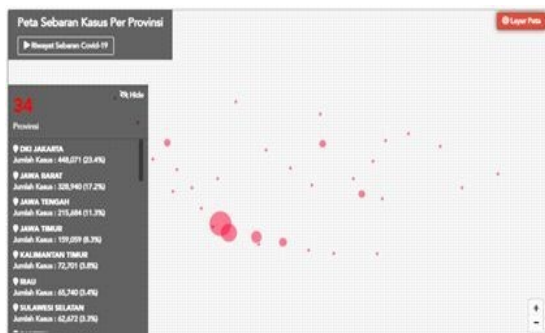 Peta Sebaran Kasus Per Provinsi
Riwayat Sebaran Covid-19
Layer Peta
Hide
34
Provinsi
DKI JAKARTA
Jumlah Kasus : 448,071 (23.4%)
JAWA BARAT
Jumlah Kasus : 328,940 (17.2%)
JAWA TENGAH
Jumlah Kasus : 215,684 (11.3%)
JAWA TIMUR
Jumlah Kasus : 159,059 (8.3%)
KALIMANTAN TIMUR
Jumlah Kasus : 72,701 (3.8%)
RIAU
Jumlah Kasus : 65,740 (3.4%)
SULAWESI SELATAN
Jumlah Kasus : 62,672 (3.3%)
+
-